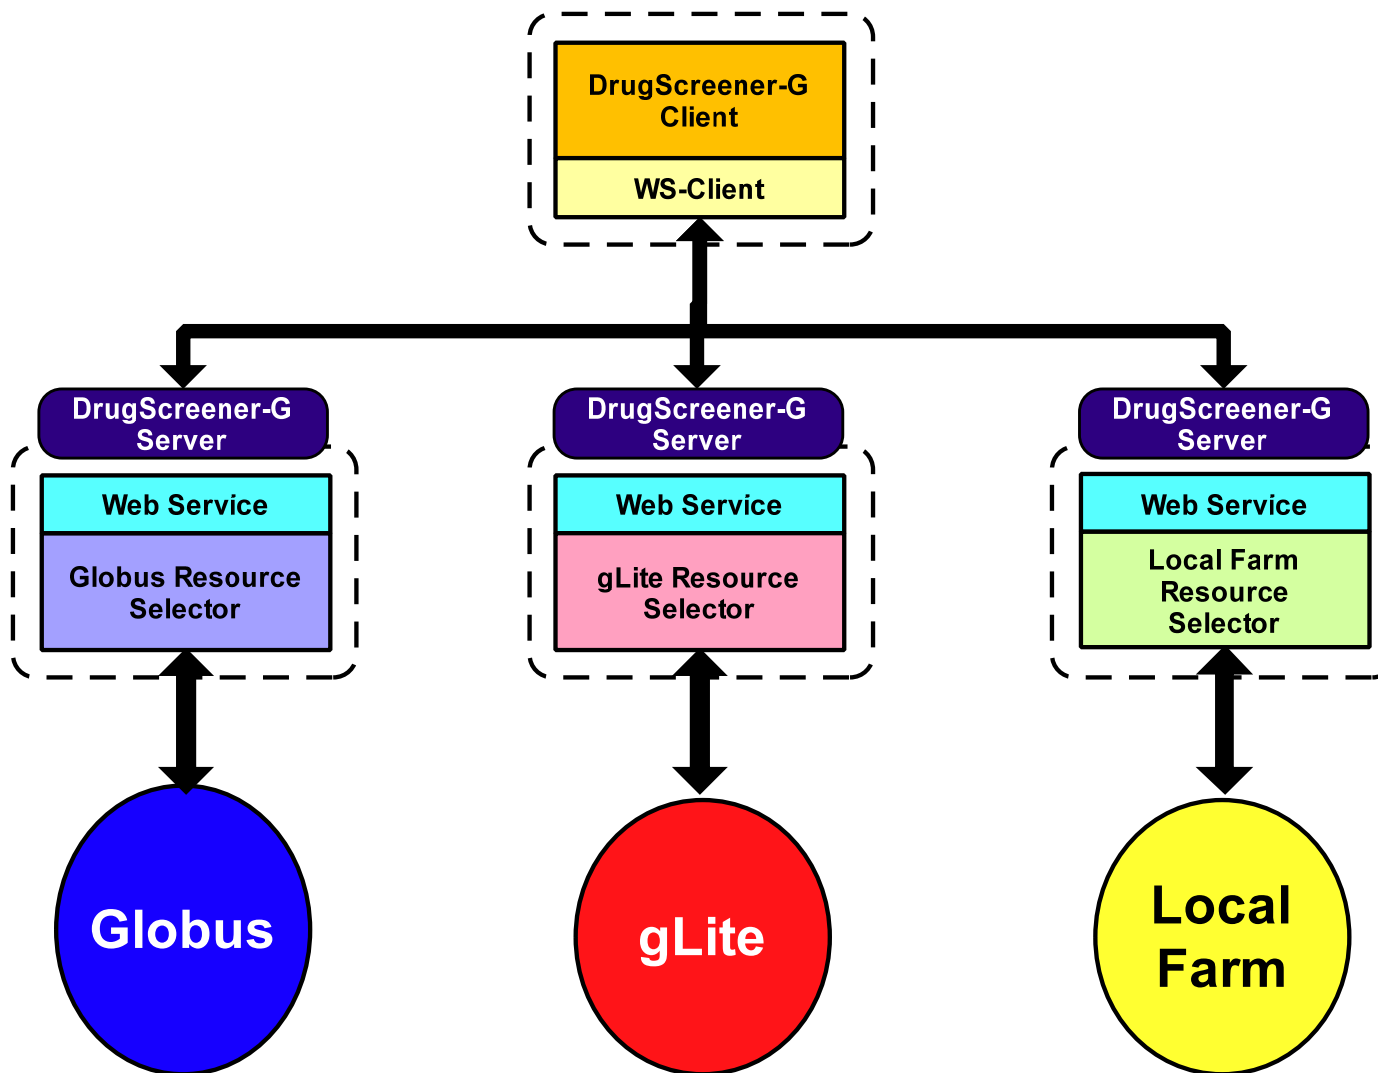 DrugScreener-G
Client
WS-Client
DrugScreener-G
Server
Web Service
Globus Resource
Selector
Globus
DrugScreener-G
Server
Web Service
gLite Resource
Selector
gLite
DrugScreener-G
Server
Web Service
Local Farm
Resource
Selector
Local
Farm